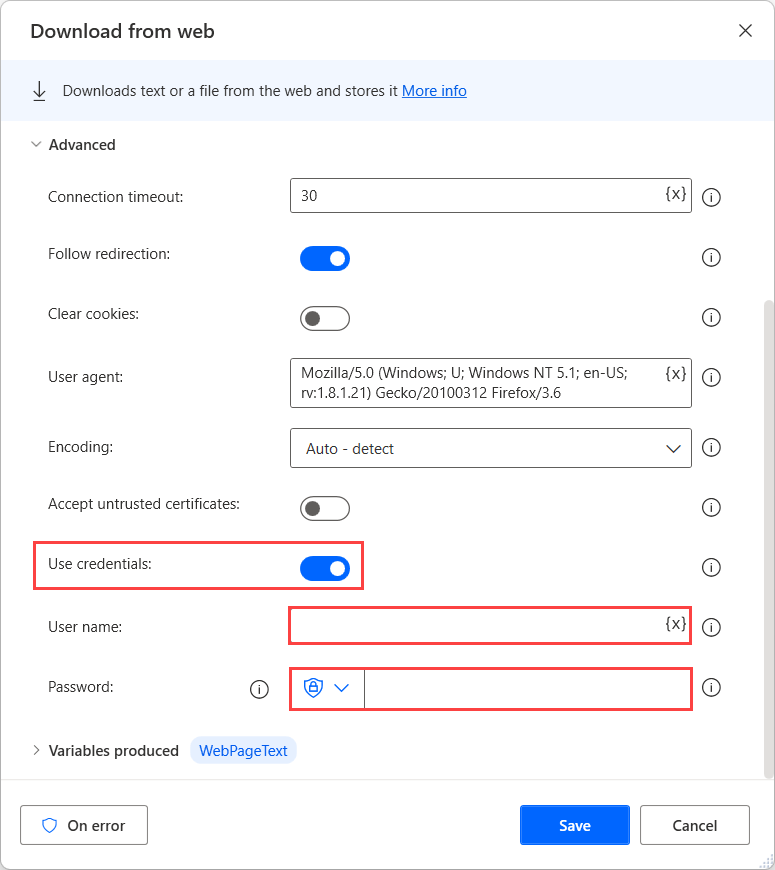 Download from web
Downloads text or a file from the web and stores it More info
Advanced
Connection timeout:
30
{x}
Follow redirection:
Clear cookies:
User agent:
Mozilla/5.0 (Windows; U; Windows NT 5.1; en-US;
rv:1.8.1.21) Gecko/20100312 Firefox/3.6
{x}
Encoding:
Auto - detect
Accept untrusted certificates:
Use credentials:
User name:
{x}
Password:
Variables produced
WebPageText
On error
Save
Cancel